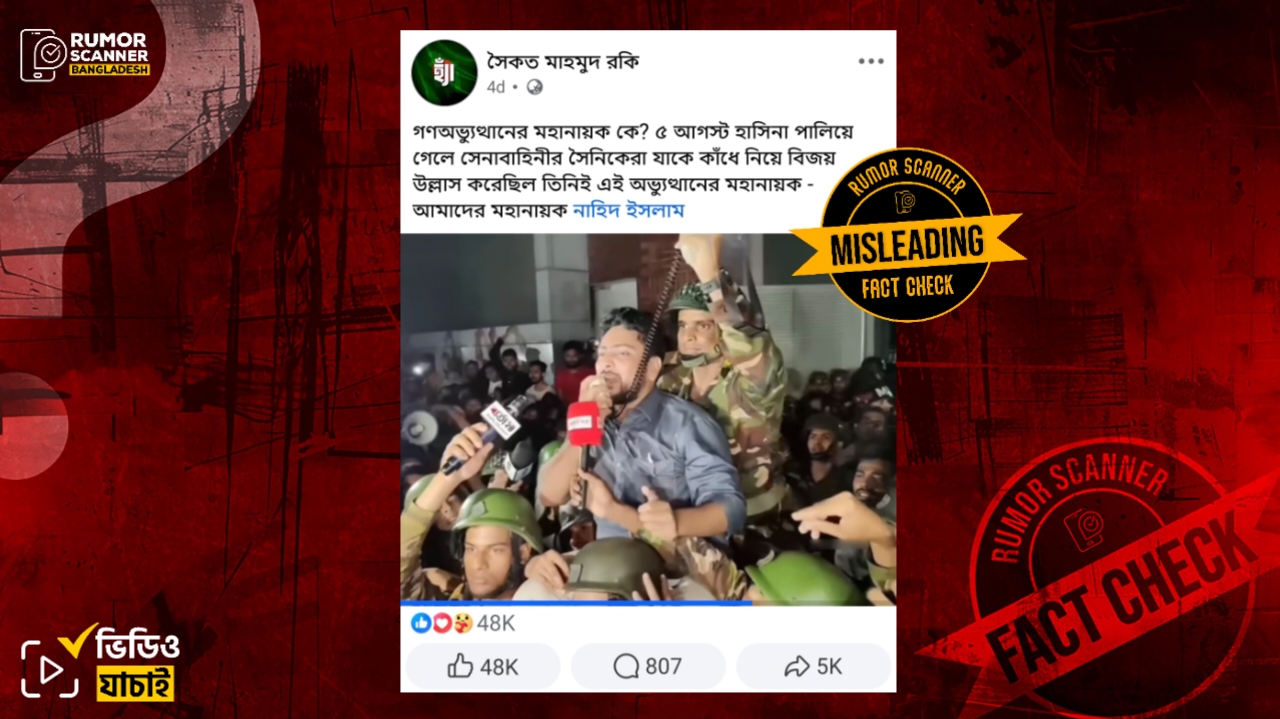 RUMOR
SCANNER
BANGLADESH
হ্যাঁ
সৈকত মাহমুদ রকি
4d
গণঅভ্যুত্থানের মহানায়ক কে? ৫ আগস্ট হাসিনা পালিয়ে
গেলে সেনাবাহিনীর সৈনিকেরা যাকে কাঁধে নিয়ে বিজয়
উল্লাস করেছিল তিনিই এই অভ্যুত্থানের মহানায়ক -
আমাদের মহানায়ক নাহিদ ইসলাম
RUMOR SCANNER
MISLEADING
FACT CHECK
48K
48K
807
5K
ভিডিও
যাচাই
RUMOR SCANNER
FACT CHECK